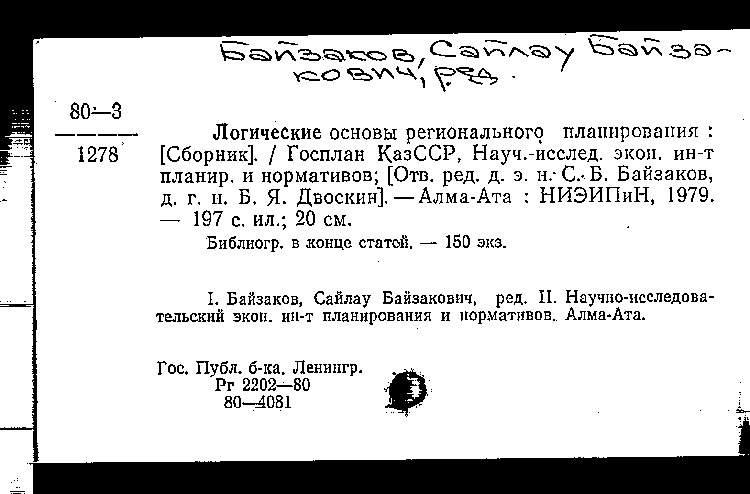 Байзаков, Сайлау Байза-
кович, ред.
80—3
1278
Логические основы регионального планирования :
[Сборник]. / Госплан КазССР, Науч.-исслед. экон. ин-т
планир. и нормативов; [Отв. ред. д. э. н. С. Б. Байзаков,
д. г. н. Б. Я. Двоскин]. — Алма-Ата : НИЭИПиН, 1979.
— 197 с. ил.; 20 см.
Библиогр. в конце статей. — 150 экз.
I. Байзаков, Сайлау Байзакович, ред. II. Научно-исследова-
тельский экон. ин-т планирования и нормативов. Алма-Ата.
Гос. Публ. б-ка. Ленингр.
Рг 2202—80
80—4081